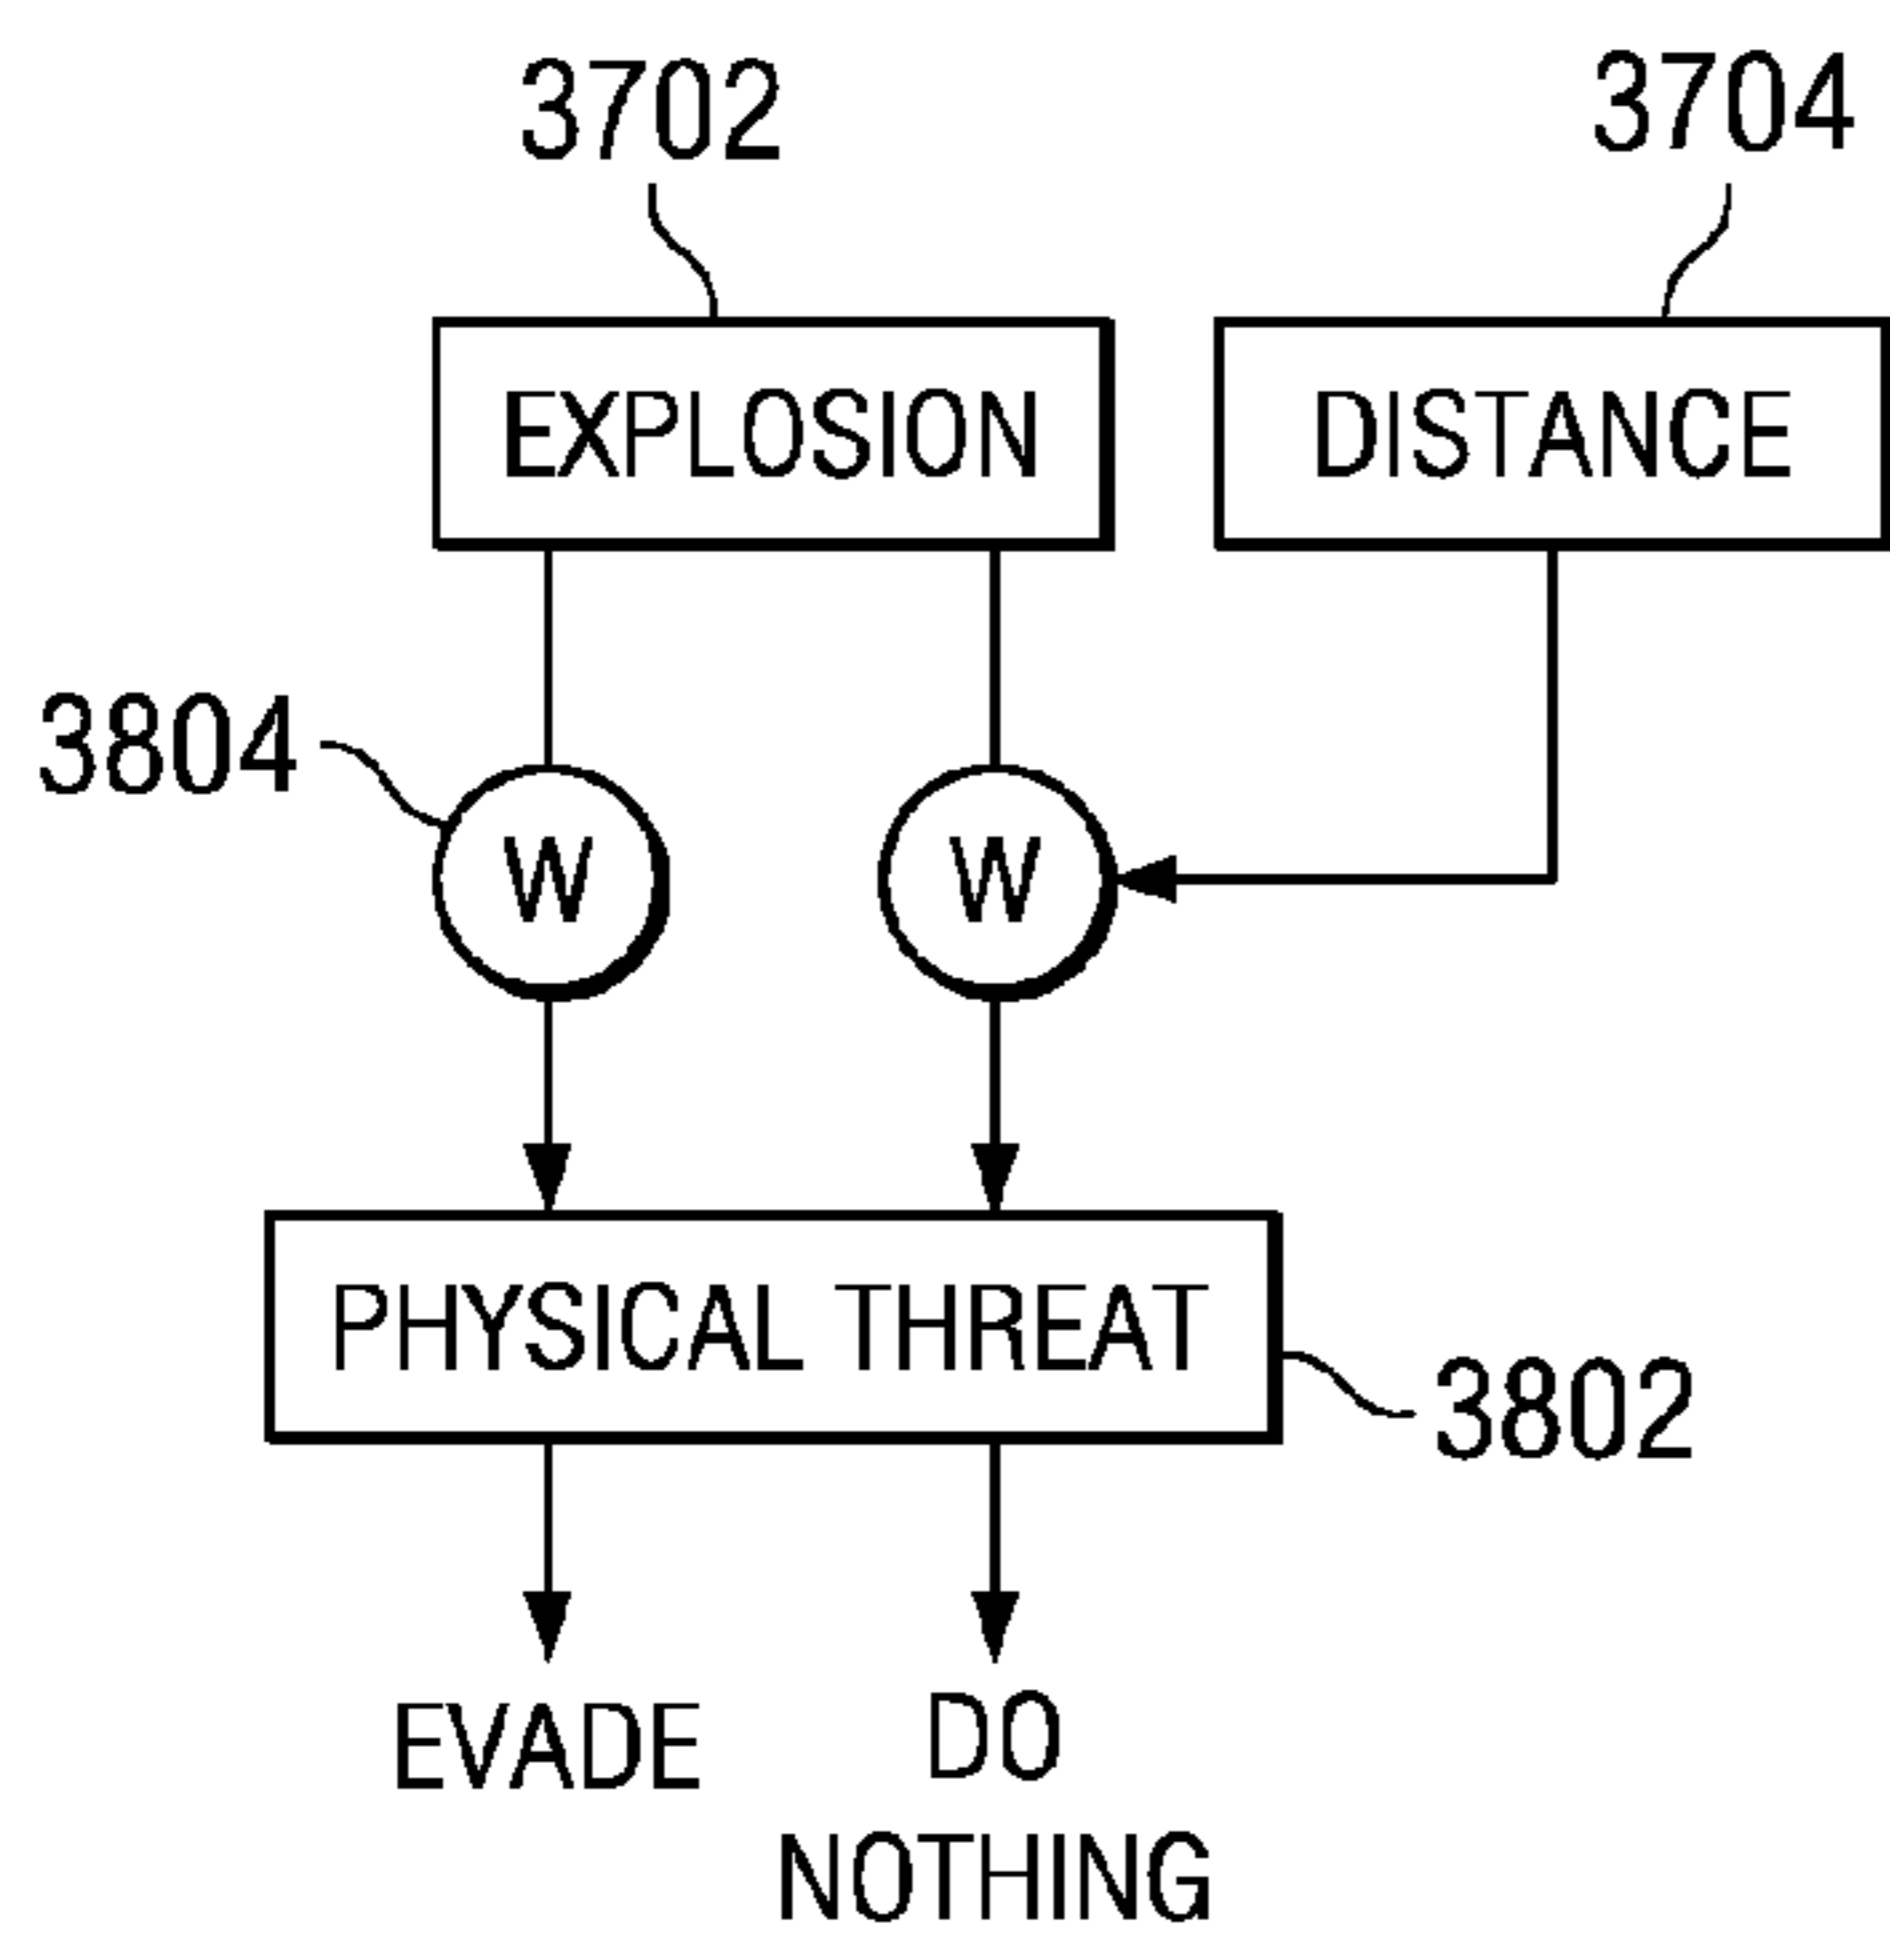 3702
3704
EXPLOSION
DISTANCE
3804
W
W
PHYSICAL THREAT
3802
EVADE
DO
NOTHING